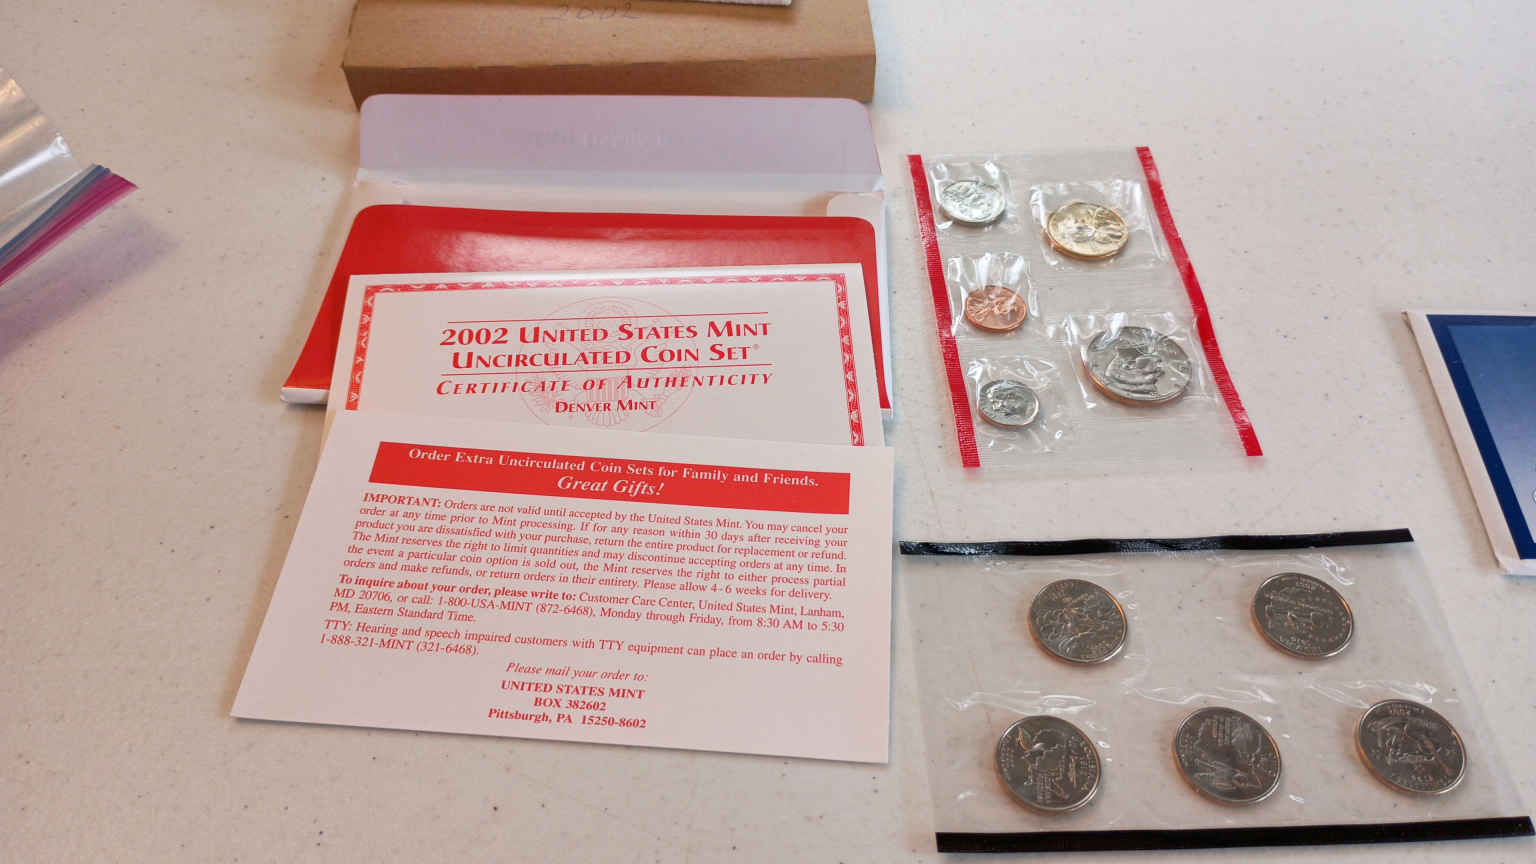 2002
2002 UNITED STATES MINT
UNCIRCULATED COIN SET®
CERTIFICATE OF AUTHENTICITY
DENVER MINT
Order Extra Uncirculated Coin Sets for Family and Friends.
Great Gifts!
IMPORTANT: Orders are not valid until accepted by the United States Mint. You may cancel your
order at any time prior to Mint processing. If for any reason within 30 days after receiving your
product you are dissatisfied with your purchase, return the entire product for replacement or refund.
The Mint reserves the right to limit quantities and may discontinue accepting orders at any time. In
the event a particular coin option is sold out, the Mint reserves the right to either process partial
orders and make refunds, or return orders in their entirety. Please allow 4-6 weeks for delivery.
To inquire about your order, please write to: Customer Care Center, United States Mint, Lanham,
MD 20706, or call: 1-800-USA-MINT (872-6468), Monday through Friday, from 8:30 AM to 5:30
PM, Eastern Standard Time.
TTY: Hearing and speech impaired customers with TTY equipment can place an order by calling
1-888-321-MINT (321-6468).
Please mail your order to:
UNITED STATES MINT
BOX 382602
Pittsburgh, PA 15250-8602